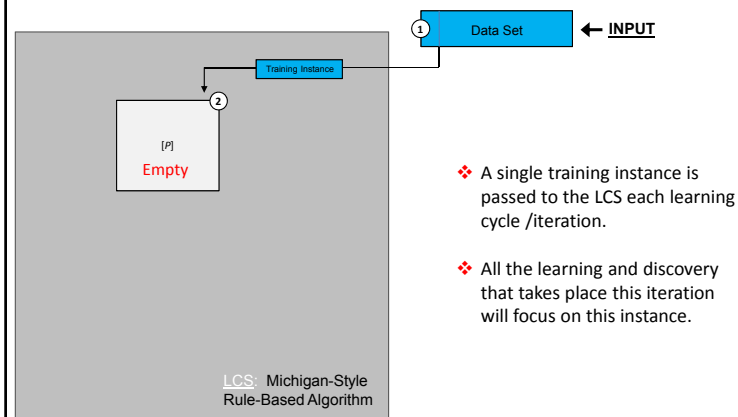 1 Data Set INPUT
Training Instance
2
[P]
Empty
❖ A single training instance is
passed to the LCS each learning
cycle /iteration.
❖ All the learning and discovery
that takes place this iteration
will focus on this instance.
LCS: Michigan-Style
Rule-Based Algorithm